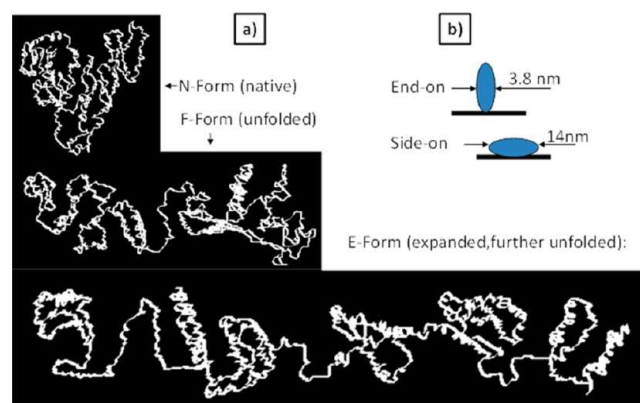 a)
b)
N-Form (native)
F-Form (unfolded)
End-on
3.8 nm
Side-on
14nm
E-Form (expanded,further unfolded):